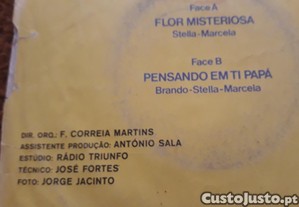 Face A
FLOR MISTERIOSA
Stella-Marcela
Face B
PENSANDO EM TI PAPÁ
Brando-Stella-Marcela
DIR. ORQ.: F. CORREIA MARTINS
ASSISTENTE PRODUÇÃO: ANTÓNIO SALA
ESTÚDIO: RÁDIO TRIUNFO
TÉCNICO: JOSÉ FORTES
FOTO: JORGE JACINTO
CustoJusto.pt